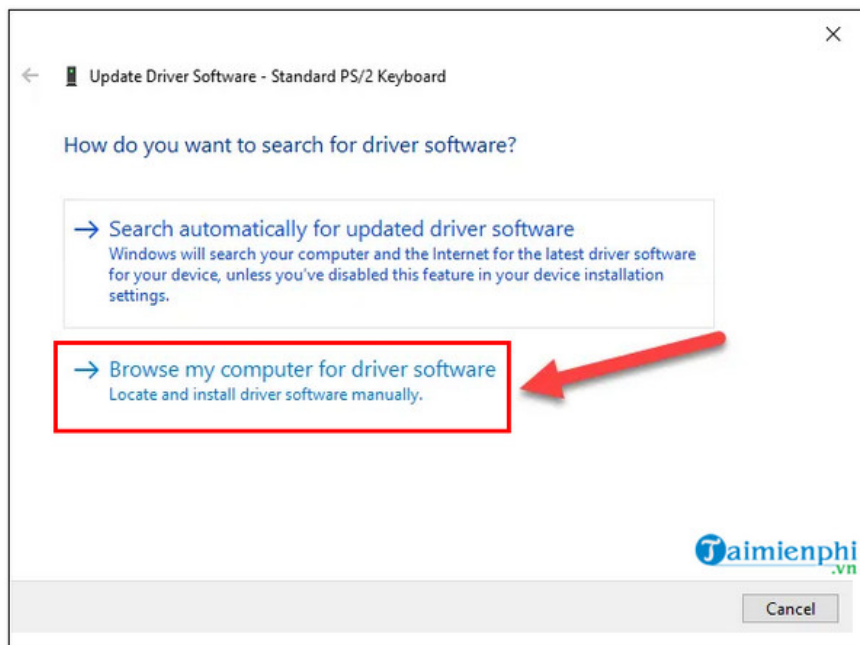 Update Driver Software - Standard PS/2 Keyboard
How do you want to search for driver software?
Search automatically for updated driver software
Windows will search your computer and the Internet for the latest driver software
for your device, unless you've disabled this feature in your device installation
settings.
Browse my computer for driver software
Locate and install driver software manually.
Taimienphi
.vn
Cancel